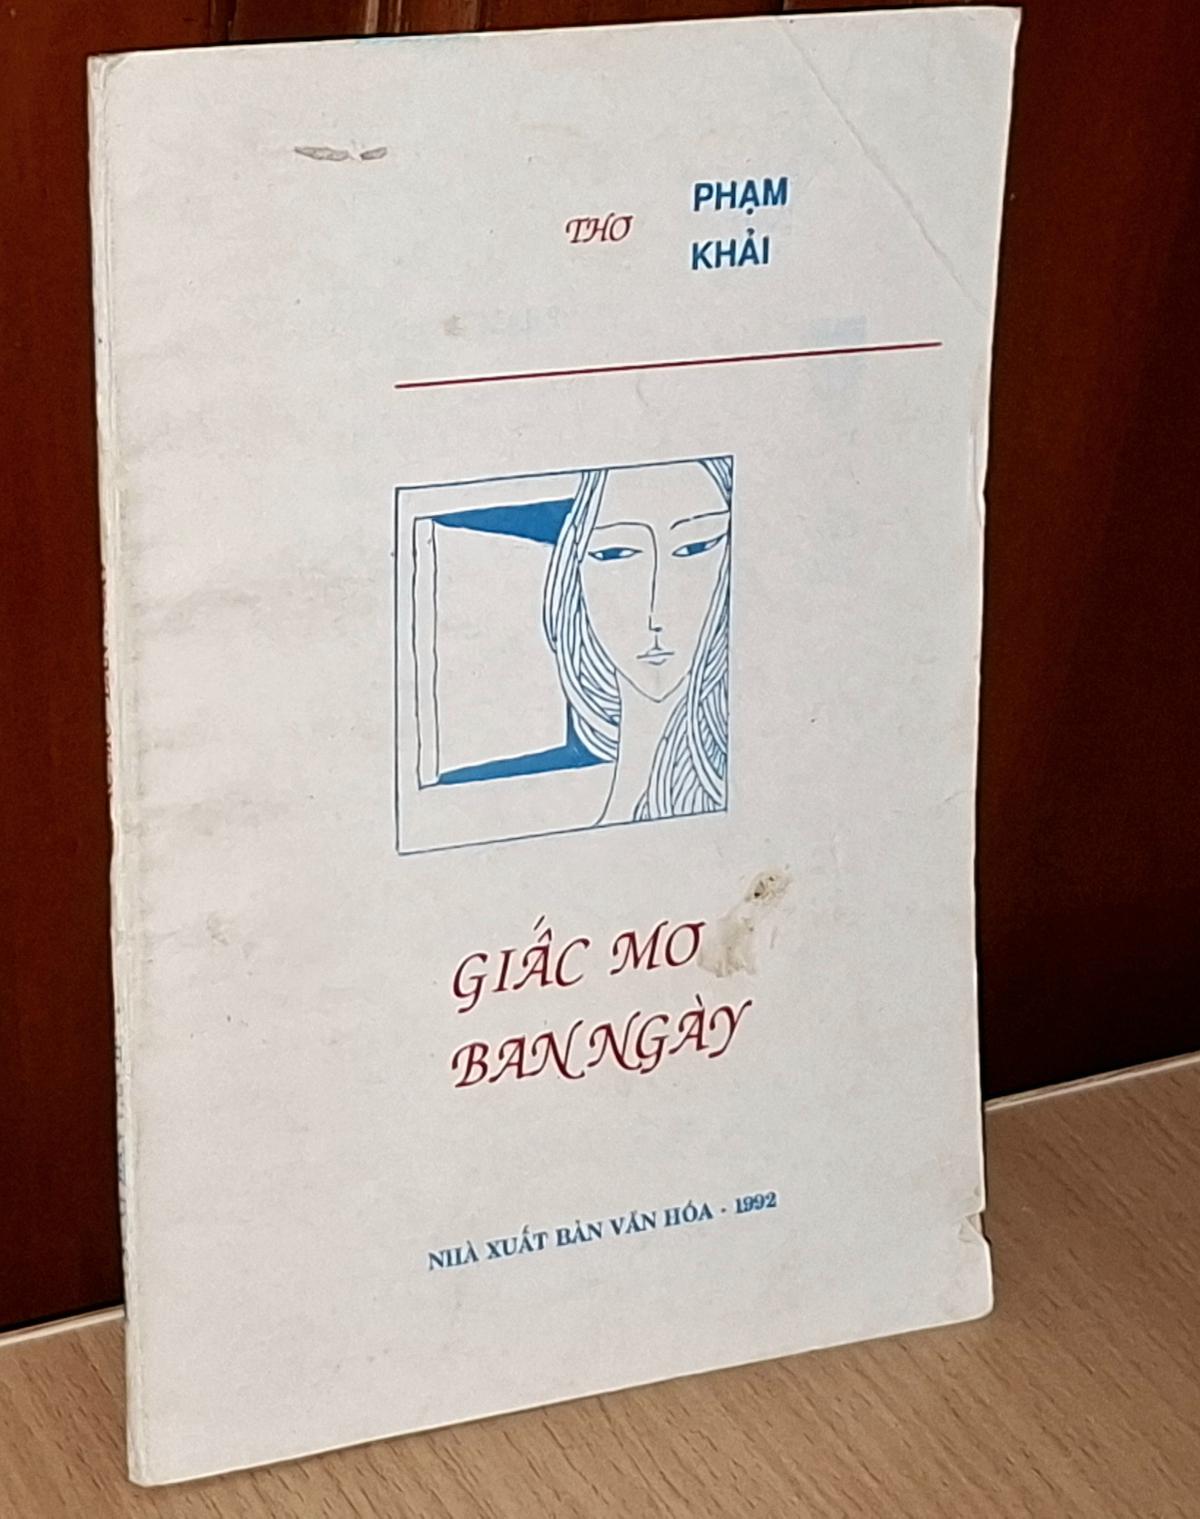 THƠ
PHẠM
KHẢI
GIẤC MƠ
BAN NGÀY
NHÀ XUẤT BẢN VĂN HÓA - 1992